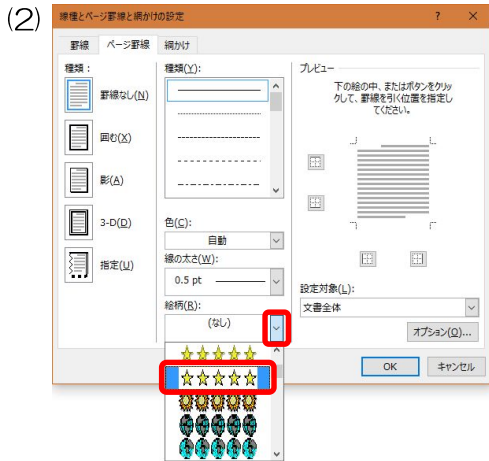 (2)
線種とページ罫線と網かけの設定
? ×
罫線 ページ罫線 網かけ
種類：
罫線なし(N)
囲む(X)
影(A)
3-D(D)
指定(U)
種類(Y):
色(C):
自動
線の太さ(W):
0.5 pt
絵柄(R):
(なし)
プレビュー
下の絵の中、またはボタンをクリッ
クして、罫線を引く位置を指定し
てください。
設定対象(L):
文書全体
オプション(O)...
OK キャンセル